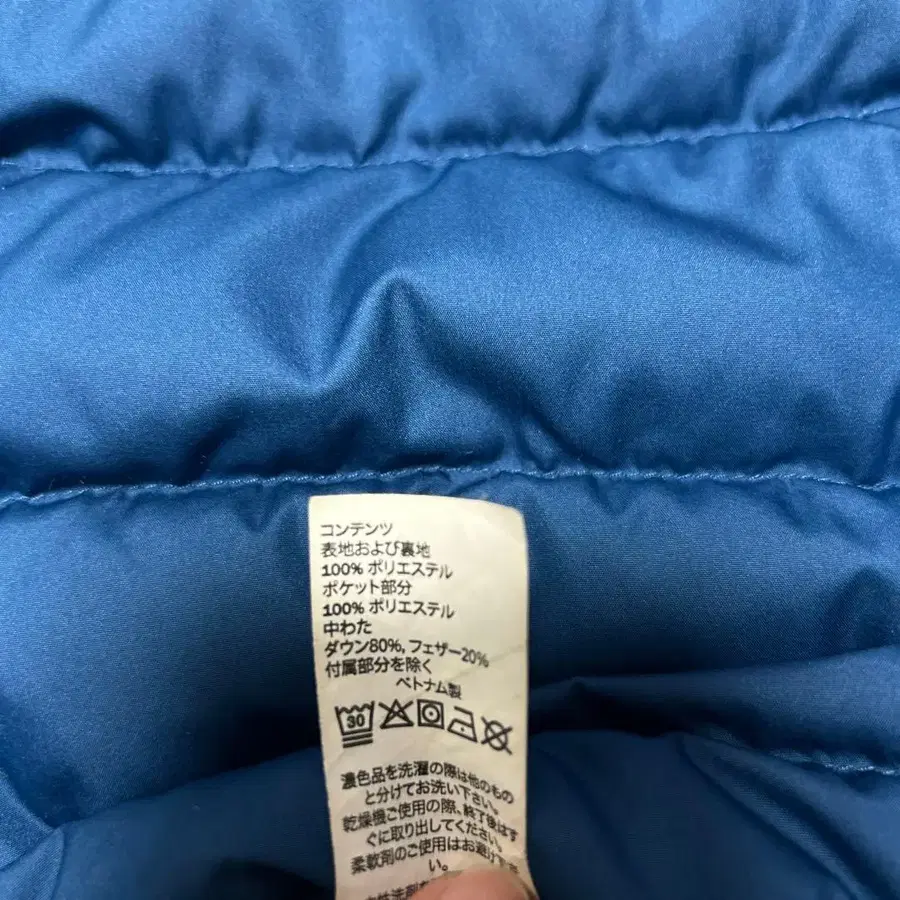 コンテンツ
表地および裏地
100% ポリエステル
ポケット部分
100% ポリエステル
中わた
ダウン80%, フェザー20%
付属部分を除く
ベトナム製
30
濃色品を洗濯の際は他のもの
と分けてお洗い下さい。
乾燥機ご使用の際、終了後はす
ぐに取り出してください。
柔軟剤のご使用はお避け下さ
い。